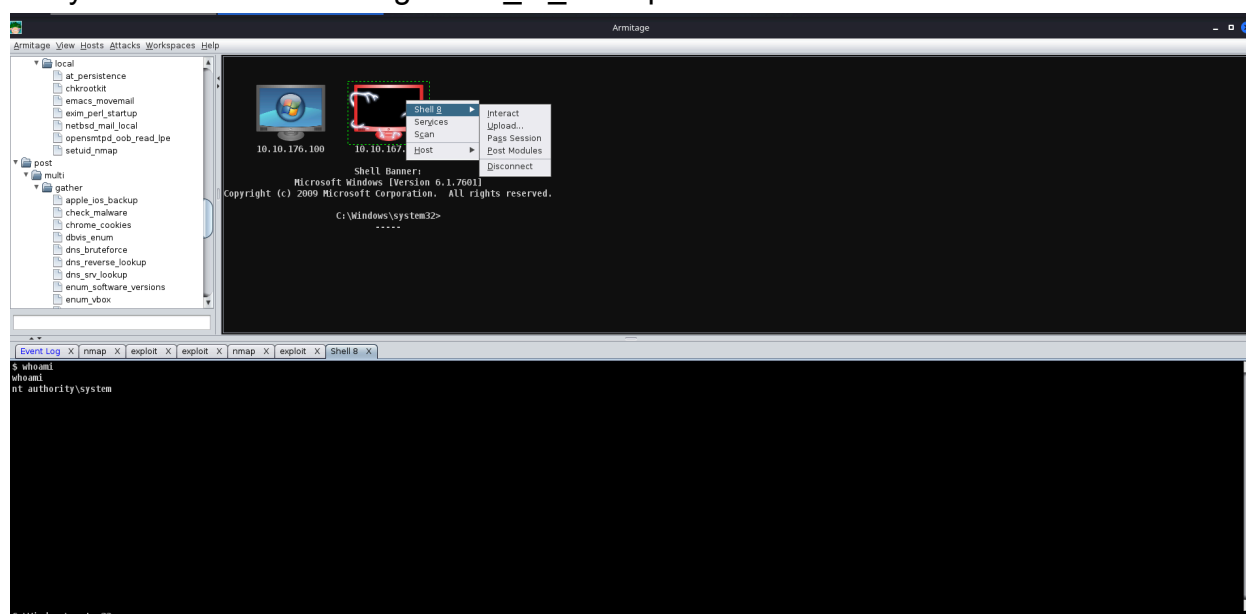 Armitage
Armitage View Hosts Attacks Workspaces Help
local
at_persistence
chkrootkit
emacs_movemail
exim_perl_startup
netbsd_mail_local
opensmtpd_oob_read_lpe
setuid_nmap
post
multi
gather
apple_ios_backup
check_malware
chrome_cookies
dbvis_enum
dns_bruteforce
dns_reverse_lookup
dns_srv_lookup
enum_software_versions
enum_vbox
10.10.176.100
10.10.167.
Shell 8
Services
Scan
Host
Interact
Upload...
Pass Session
Post Modules
Disconnect
Shell Banner:
Microsoft Windows [Version 6.1.7601]
Copyright (c) 2009 Microsoft Corporation. All rights reserved.
C:\Windows\system32>
-----
Event Log X nmap X exploit X exploit X nmap X exploit X Shell 8 X
$ whoami
whoami
nt authority\system